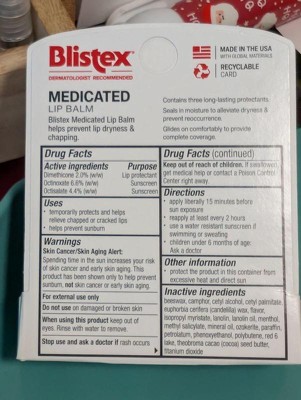 Blistex®
DERMATOLOGIST RECOMMENDED
MADE IN THE USA
WITH GLOBAL MATERIALS
RECYCLABLE
CARD
MEDICATED
LIP BALM
Blistex Medicated Lip Balm
helps prevent lip dryness &
chapping.
Contains three long-lasting protectants.
Seals in moisture to alleviate dryness &
prevent reoccurrence.
Glides on comfortably to provide
complete coverage.
Drug Facts
Active ingredients Purpose
Dimethicone 2.0% (w/w) Lip protectant
Octinoxate 6.6% (w/w) Sunscreen
Octisalate 4.4% (w/w) Sunscreen
Uses
• temporarily protects and helps
relieve chapped or cracked lips
• helps prevent sunburn
Warnings
Skin Cancer/Skin Aging Alert:
Spending time in the sun increases your risk
of skin cancer and early skin aging. This
product has been shown only to help prevent
sunburn, not skin cancer or early skin aging.
For external use only
Do not use on damaged or broken skin
When using this product keep out of
eyes. Rinse with water to remove.
Stop use and ask a doctor if rash occurs
Drug Facts (continued)
Keep out of reach of children. If swallowed,
get medical help or contact a Poison Control
Center right away.
Directions
• apply liberally 15 minutes before
sun exposure
• reapply at least every 2 hours
• use a water resistant sunscreen if
swimming or sweating
• children under 6 months of age:
Ask a doctor
Other information
• protect the product in this container from
excessive heat and direct sun
Inactive ingredients
beeswax, camphor, cetyl alcohol, cetyl palmitate,
euphorbia cerifera (candelilla) wax, flavor,
isopropyl myristate, lanolin, lanolin oil, menthol,
methyl salicylate, mineral oil, ozokerite, paraffin,
petrolatum, phenoxyethanol, polybutene, red 6
lake, theobroma cacao (cocoa) seed butter,
titanium dioxide